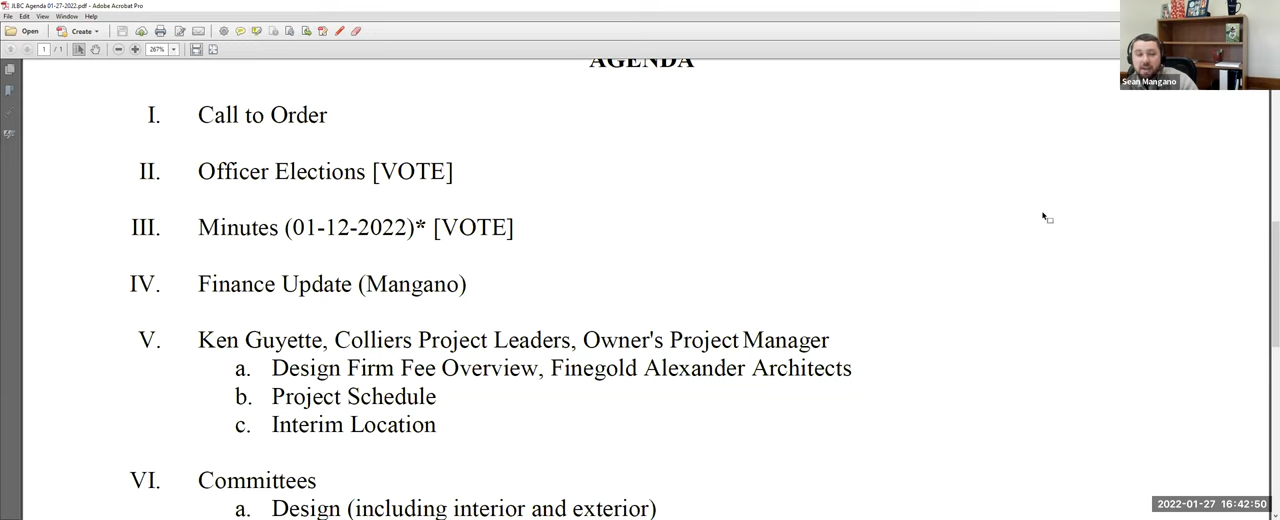 JLBC Agenda 01-27-2022.pdf - Adobe Acrobat Pro
File Edit View Window Help
Open Create
1 / 1 267%
AGENDA
I. Call to Order
II. Officer Elections [VOTE]
III. Minutes (01-12-2022)* [VOTE]
IV. Finance Update (Mangano)
V. Ken Guyette, Colliers Project Leaders, Owner's Project Manager
a. Design Firm Fee Overview, Finegold Alexander Architects
b. Project Schedule
c. Interim Location
VI. Committees
a. Design (including interior and exterior)
Sean Mangano
2022-01-27 16:42:50